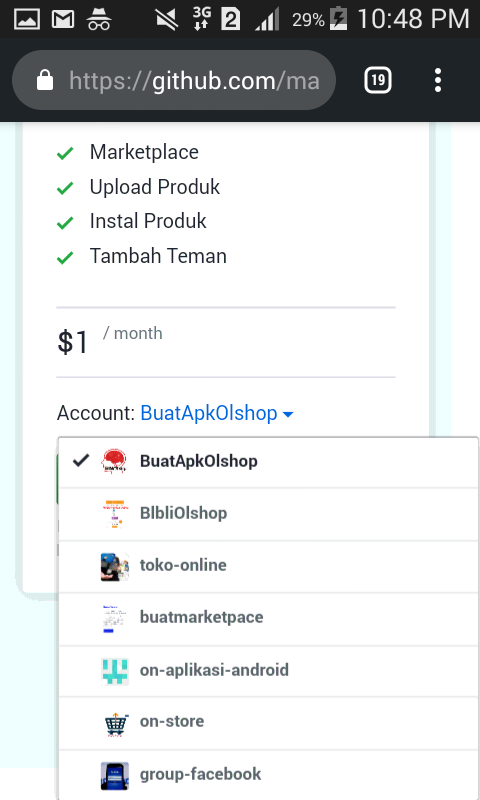 3G 2 29% 10:48 PM
https://github.com/ma 19
Marketplace
Upload Produk
Instal Produk
Tambah Teman
$1 / month
Account: BuatApkOlshop
BuatApkOlshop
BlbliOlshop
toko-online
buatmarketpace
on-aplikasi-android
on-store
group-facebook